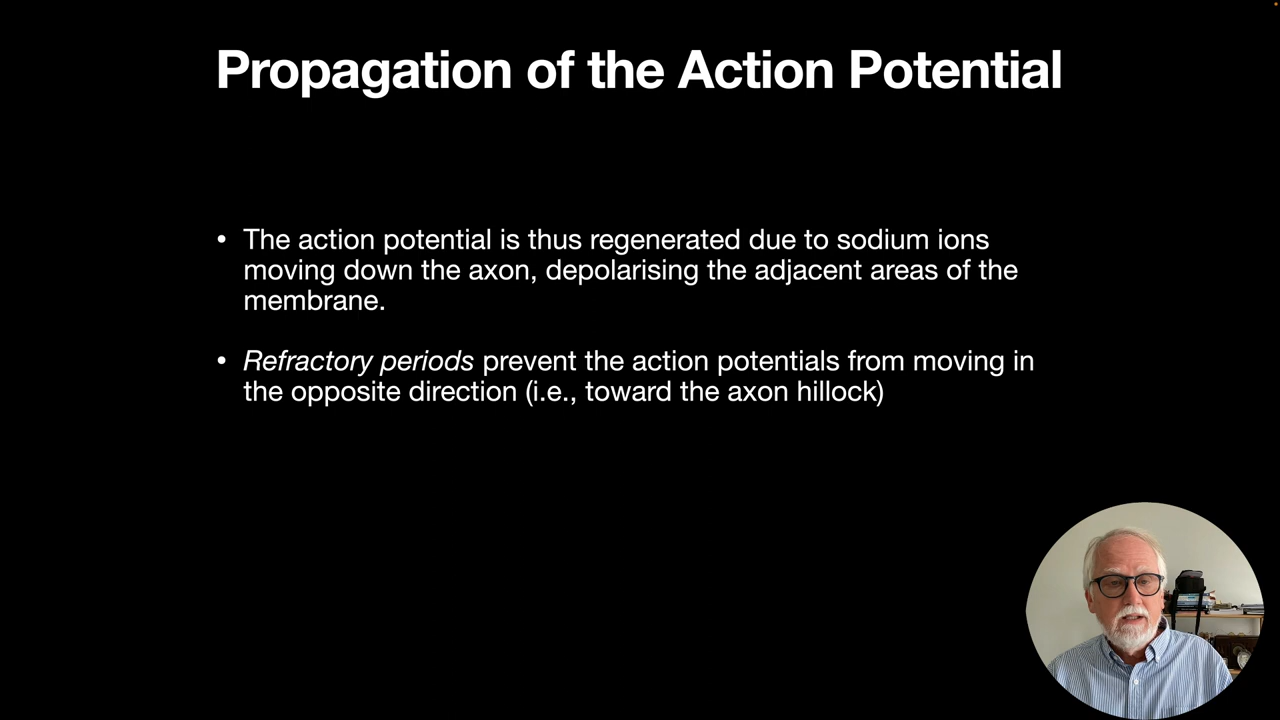 Propagation of the Action Potential
• The action potential is thus regenerated due to sodium ions
moving down the axon, depolarising the adjacent areas of the
membrane.
• Refractory periods prevent the action potentials from moving in
the opposite direction (i.e., toward the axon hillock)